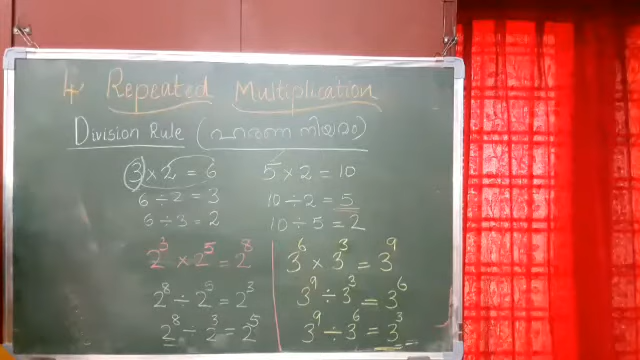 4 Repeated Multiplication
Division Rule (ഹരണ നിയമം)
3 × 2 = 6
6 ÷ 2 = 3
6 ÷ 3 = 2
5 × 2 = 10
10 ÷ 2 = 5
10 ÷ 5 = 2
2³ × 2⁵ = 2⁸
2⁸ ÷ 2⁵ = 2³
2⁸ ÷ 2³ = 2⁵
3⁶ × 3³ = 3⁹
3⁹ ÷ 3³ = 3⁶
3⁹ ÷ 3⁶ = 3³